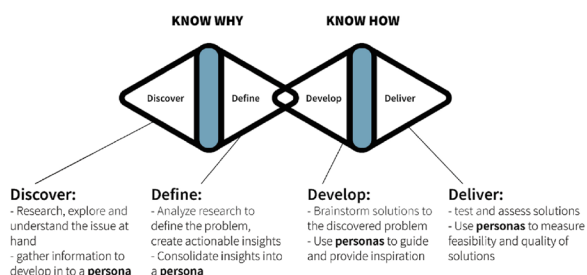 KNOW WHY
KNOW HOW
Discover
Define
Develop
Deliver
Discover:
- Research, explore and
understand the issue at
hand
- gather information to
develop in to a persona
Define:
- Analyze research to
define the problem,
create actionable insights
- Consolidate insights into
a persona
Develop:
- Brainstorm solutions to
the discovered problem
- Use personas to guide
and provide inspiration
Deliver:
- test and assess solutions
- Use personas to measure
feasibility and quality of
solutions